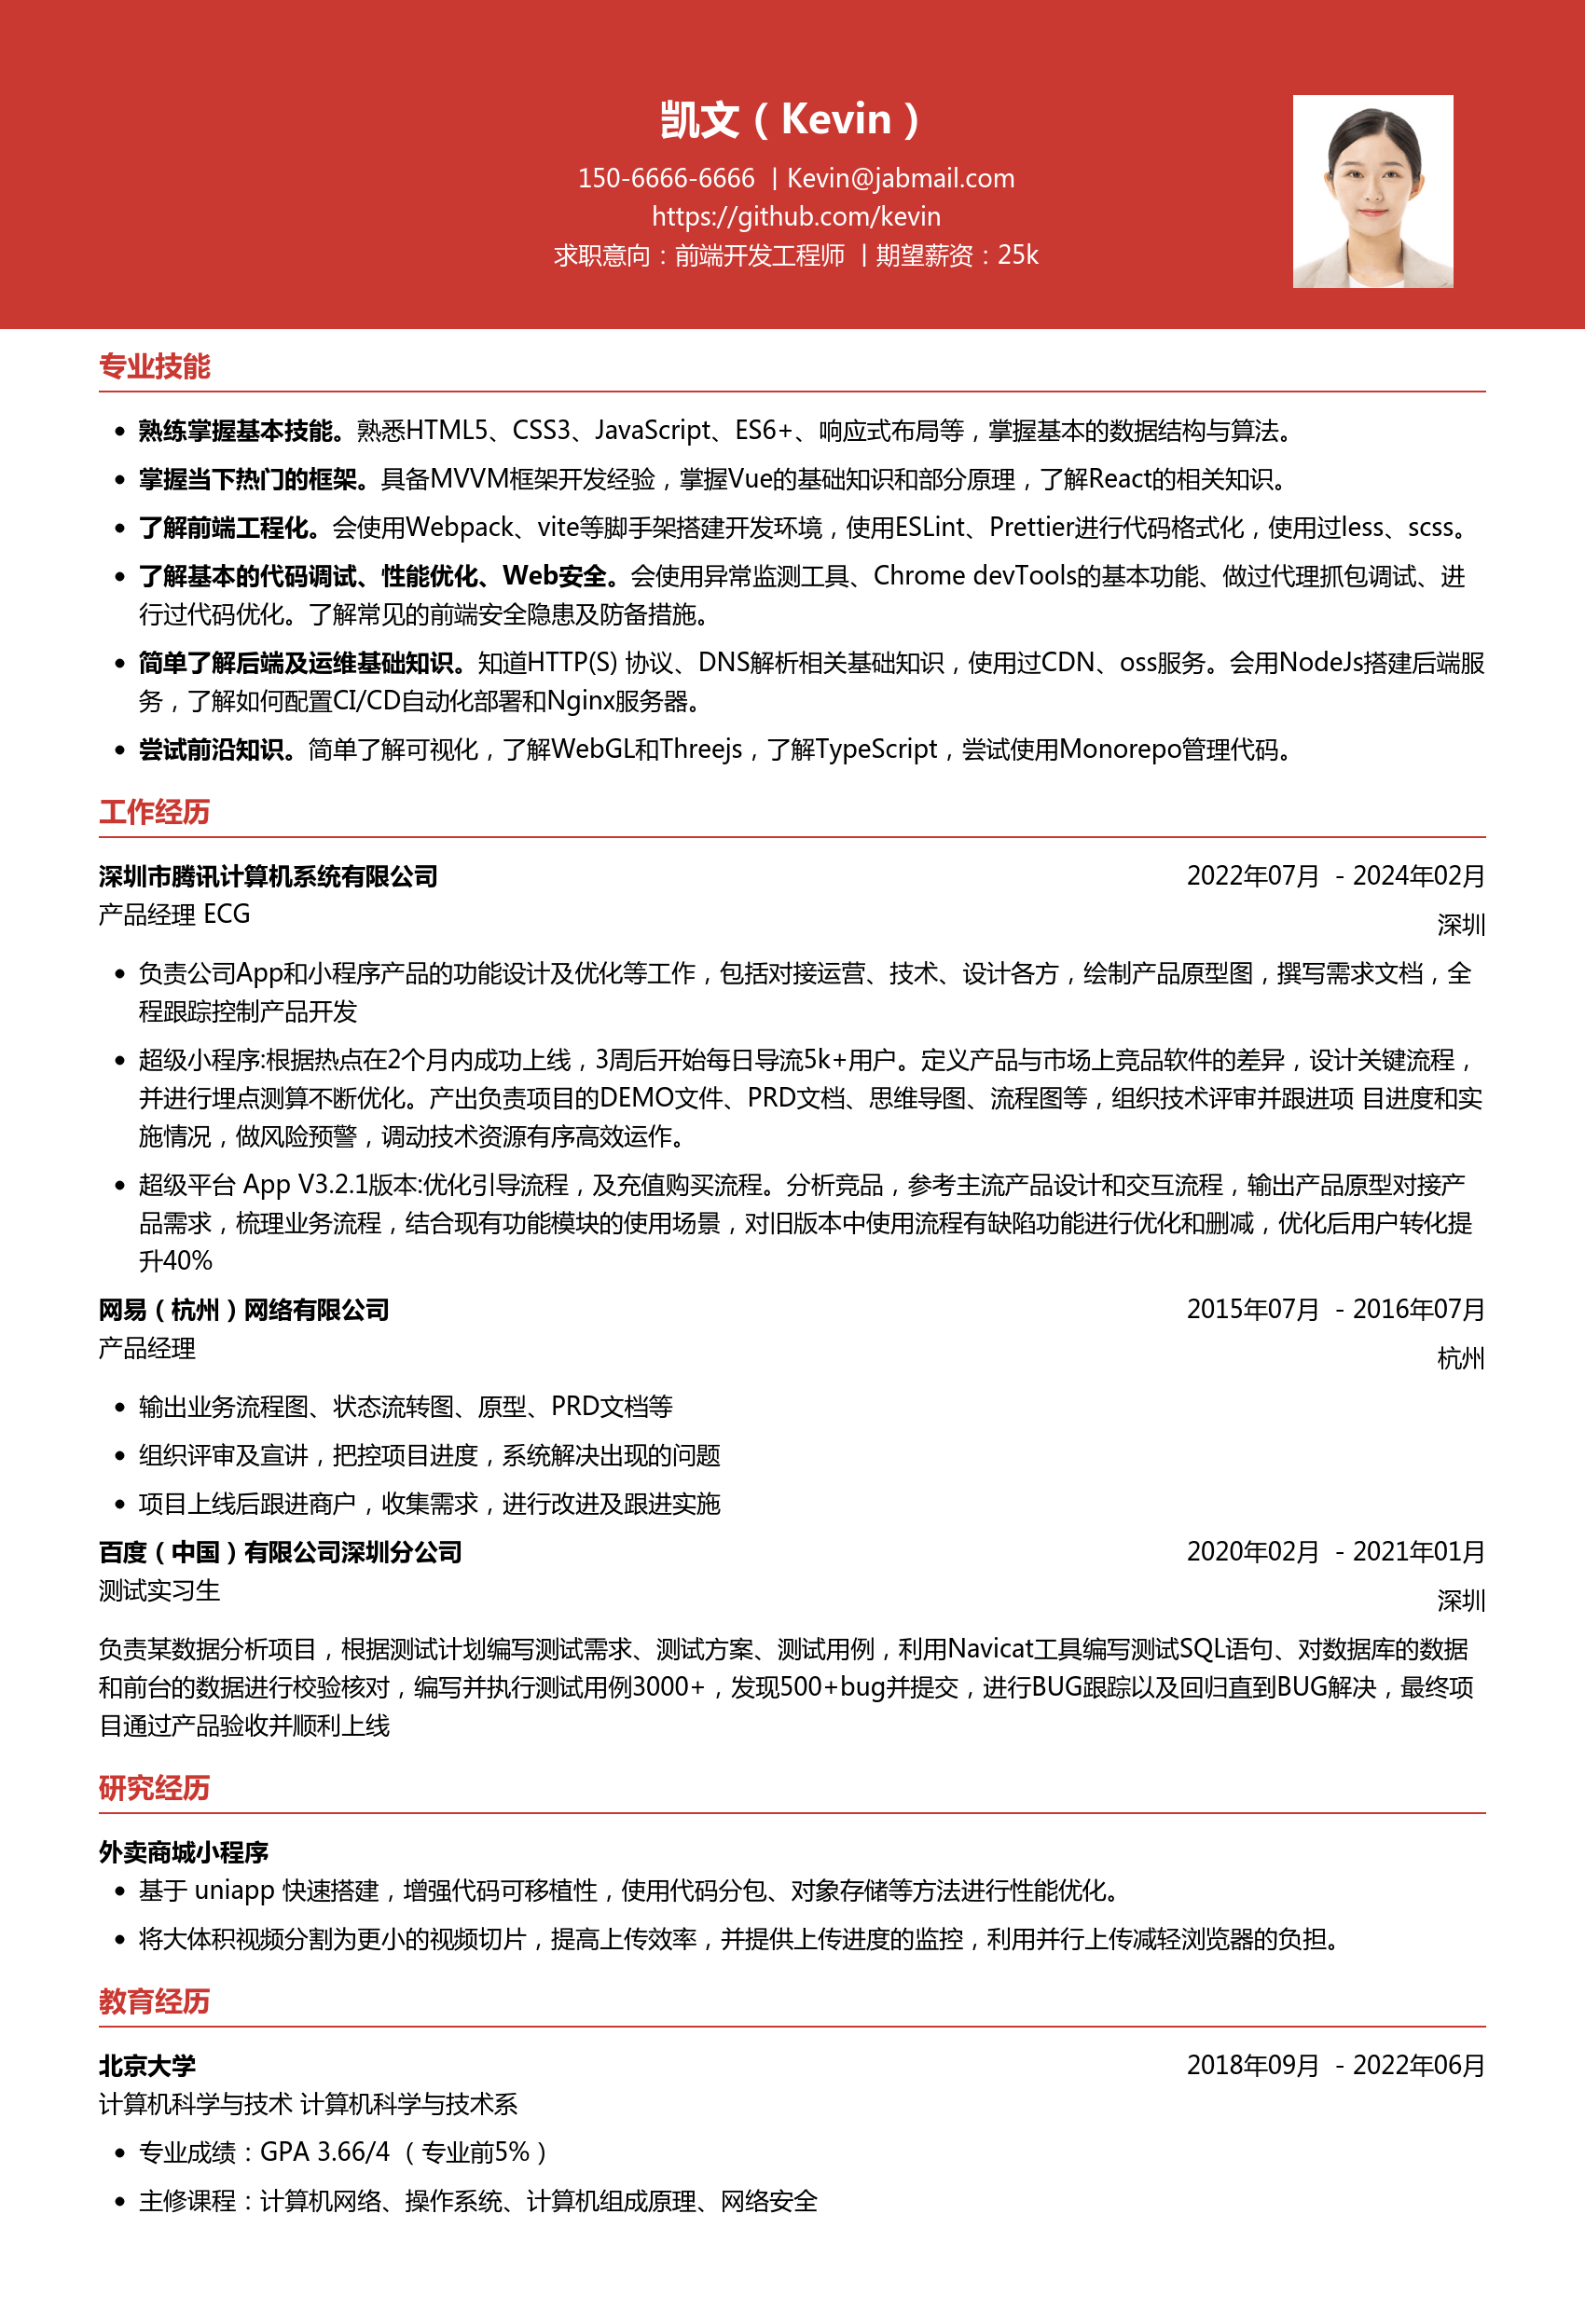 凯文（Kevin）
150-6666-6666 | Kevin@jabmail.com
https://github.com/kevin
求职意向：前端开发工程师 | 期望薪资：25k
专业技能
• 熟练掌握基本技能。熟悉HTML5、CSS3、JavaScript、ES6+、响应式布局等，掌握基本的数据结构与算法。
• 掌握当下热门的框架。具备MVVM框架开发经验，掌握Vue的基础知识和部分原理，了解React的相关知识。
• 了解前端工程化。会使用Webpack、vite等脚手架搭建开发环境，使用ESLint、Prettier进行代码格式化，使用过less、scss。
• 了解基本的代码调试、性能优化、Web安全。会使用异常监测工具、Chrome devTools的基本功能、做过代理抓包调试、进
行过代码优化。了解常见的前端安全隐患及防备措施。
• 简单了解后端及运维基础知识。知道HTTP(S) 协议、DNS解析相关基础知识，使用过CDN、oss服务。会用NodeJs搭建后端服
务，了解如何配置CI/CD自动化部署和Nginx服务器。
• 尝试前沿知识。简单了解可视化，了解WebGL和Threejs，了解TypeScript，尝试使用Monorepo管理代码。
工作经历
深圳市腾讯计算机系统有限公司 2022年07月 - 2024年02月
产品经理 ECG 深圳
• 负责公司App和小程序产品的功能设计及优化等工作，包括对接运营、技术、设计各方，绘制产品原型图，撰写需求文档，全
程跟踪控制产品开发
• 超级小程序:根据热点在2个月内成功上线，3周后开始每日导流5k+用户。定义产品与市场上竞品软件的差异，设计关键流程，
并进行埋点测算不断优化。产出负责项目的DEMO文件、PRD文档、思维导图、流程图等，组织技术评审并跟进项 目进度和实
施情况，做风险预警，调动技术资源有序高效运作。
• 超级平台 App V3.2.1版本:优化引导流程，及充值购买流程。分析竞品，参考主流产品设计和交互流程，输出产品原型对接产
品需求，梳理业务流程，结合现有功能模块的使用场景，对旧版本中使用流程有缺陷功能进行优化和删减，优化后用户转化提
升40%
网易（杭州）网络有限公司 2015年07月 - 2016年07月
产品经理 杭州
• 输出业务流程图、状态流转图、原型、PRD文档等
• 组织评审及宣讲，把控项目进度，系统解决出现的问题
• 项目上线后跟进商户，收集需求，进行改进及跟进实施
百度（中国）有限公司深圳分公司 2020年02月 - 2021年01月
测试实习生 深圳
负责某数据分析项目，根据测试计划编写测试需求、测试方案、测试用例，利用Navicat工具编写测试SQL语句、对数据库的数据
和前台的数据进行校验核对，编写并执行测试用例3000+，发现500+bug并提交，进行BUG跟踪以及回归直到BUG解决，最终项
目通过产品验收并顺利上线
研究经历
外卖商城小程序
• 基于 uniapp 快速搭建，增强代码可移植性，使用代码分包、对象存储等方法进行性能优化。
• 将大体积视频分割为更小的视频切片，提高上传效率，并提供上传进度的监控，利用并行上传减轻浏览器的负担。
教育经历
北京大学 2018年09月 - 2022年06月
计算机科学与技术 计算机科学与技术系
• 专业成绩：GPA 3.66/4 （专业前5%）
• 主修课程：计算机网络、操作系统、计算机组成原理、网络安全